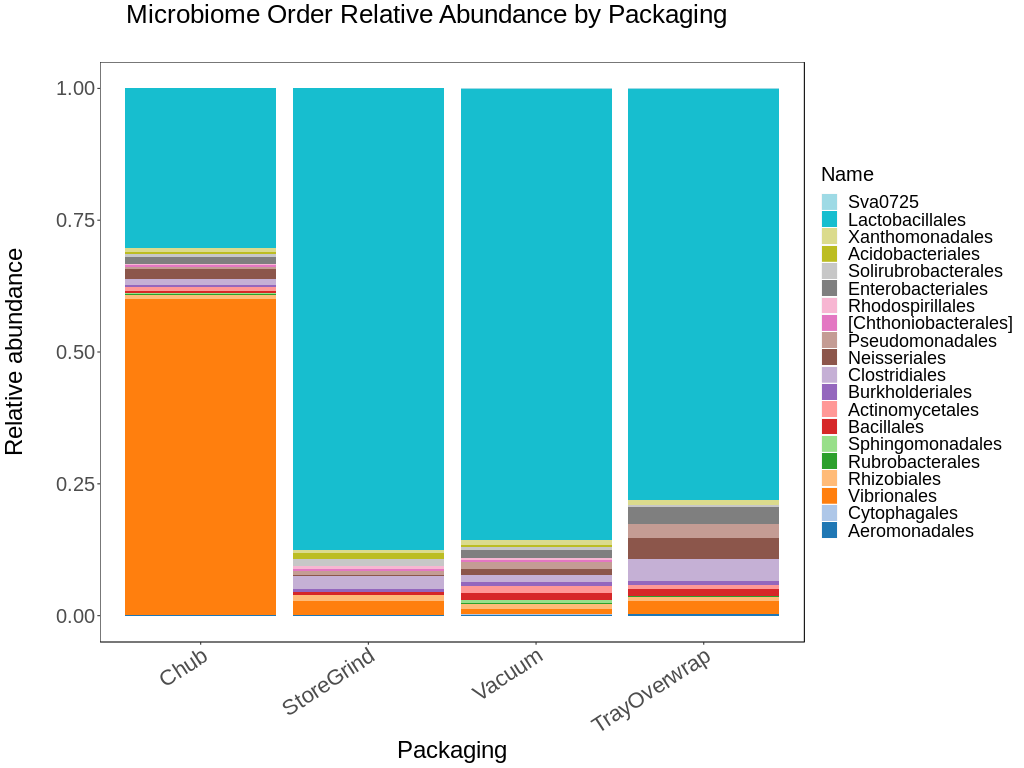 Microbiome Order Relative Abundance by Packaging
Relative abundance
1.00
0.75
0.50
0.25
0.00
Chub
StoreGrind
Vacuum
TrayOverwrap
Packaging
Name
Sva0725
Lactobacillales
Xanthomonadales
Acidobacteriales
Solirubrobacterales
Enterobacteriales
Rhodospirillales
[Chthoniobacterales]
Pseudomonadales
Neisseriales
Clostridiales
Burkholderiales
Actinomycetales
Bacillales
Sphingomonadales
Rubrobacterales
Rhizobiales
Vibrionales
Cytophagales
Aeromonadales